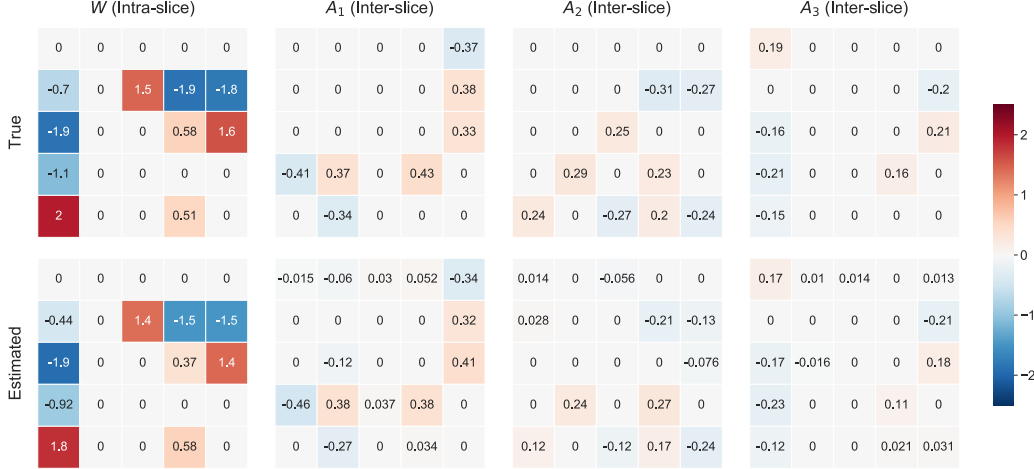 W (Intra-slice) A₁ (Inter-slice) A₂ (Inter-slice) A₃ (Inter-slice)
True
0 0 0 0 0 0 0 0 0 -0.37 0 0 0 0 0 0.19 0 0 0 0
-0.7 0 1.5 -1.9 -1.8 0 0 0 0 0.38 0 0 0 -0.31 -0.27 0 0 0 0 -0.2
-1.9 0 0 0.58 1.6 0 0 0 0 0.33 0 0 0.25 0 0 -0.16 0 0 0 0.21
-1.1 0 0 0 0 -0.41 0.37 0 0.43 0 0 0.29 0 0.23 0 -0.21 0 0 0.16 0
2 0 0 0.51 0 0 -0.34 0 0 0 0.24 0 -0.27 0.2 -0.24 -0.15 0 0 0 0
Estimated
0 0 0 0 0 -0.015 -0.06 0.03 0.052 -0.34 0.014 0 -0.056 0 0 0.17 0.01 0.014 0 0.013
-0.44 0 1.4 -1.5 -1.5 0 0 0 0 0.32 0.028 0 0 -0.21 -0.13 0 0 0 0 -0.21
-1.9 0 0 0.37 1.4 0 -0.12 0 0 0.41 0 0 0 0 -0.076 -0.17 -0.016 0 0 0.18
-0.92 0 0 0 0 -0.46 0.38 0.037 0.38 0 0 0.24 0 0.27 0 -0.23 0 0 0.11 0
1.8 0 0 0.58 0 0 -0.27 0 0.034 0 0.12 0 -0.12 0.17 -0.24 -0.12 0 0 0.021 0.031
2
1
0
−1
−2